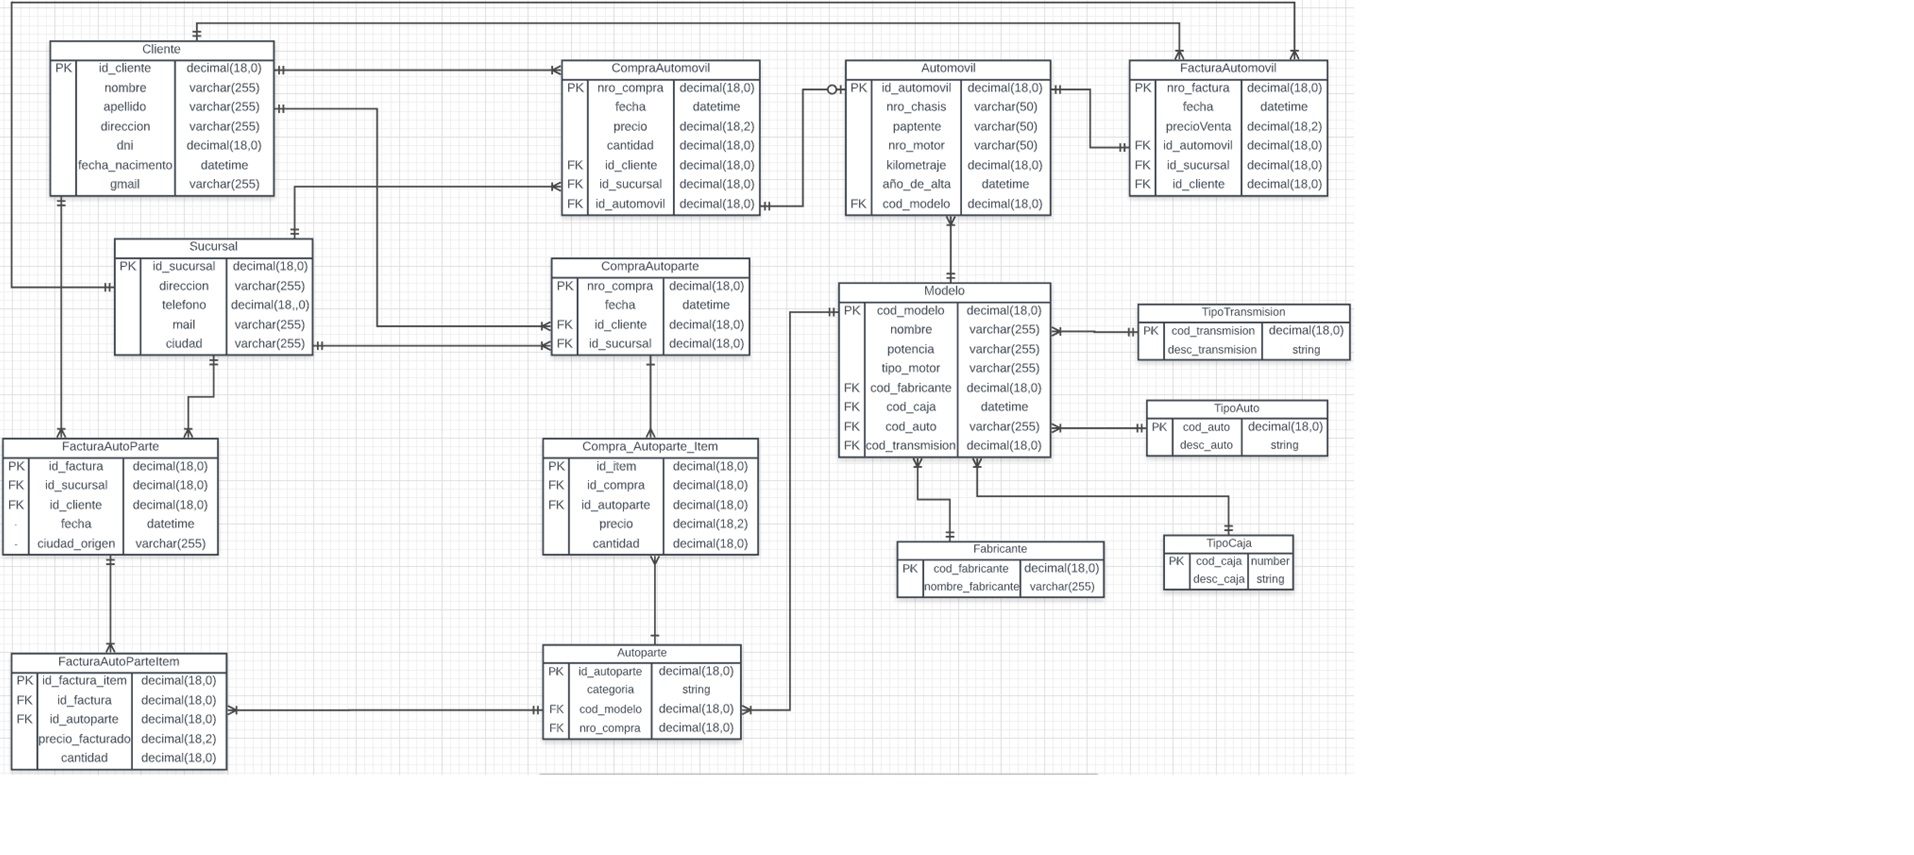 Cliente
PK id_cliente decimal(18,0)
nombre varchar(255)
apellido varchar(255)
direccion varchar(255)
dni decimal(18,0)
fecha_nacimento datetime
gmail varchar(255)
CompraAutomovil
PK nro_compra decimal(18,0)
fecha datetime
precio decimal(18,2)
cantidad decimal(18,0)
FK id_cliente decimal(18,0)
FK id_sucursal decimal(18,0)
FK id_automovil decimal(18,0)
Automovil
PK id_automovil decimal(18,0)
nro_chasis varchar(50)
paptente varchar(50)
nro_motor varchar(50)
kilometraje decimal(18,0)
año_de_alta datetime
FK cod_modelo decimal(18,0)
FacturaAutomovil
PK nro_factura decimal(18,0)
fecha datetime
precioVenta decimal(18,2)
FK id_automovil decimal(18,0)
FK id_sucursal decimal(18,0)
FK id_cliente decimal(18,0)
Sucursal
PK id_sucursal decimal(18,0)
direccion varchar(255)
telefono decimal(18,,0)
mail varchar(255)
ciudad varchar(255)
CompraAutoparte
PK nro_compra decimal(18,0)
fecha datetime
FK id_cliente decimal(18,0)
FK id_sucursal decimal(18,0)
Modelo
PK cod_modelo decimal(18,0)
nombre varchar(255)
potencia varchar(255)
tipo_motor varchar(255)
FK cod_fabricante decimal(18,0)
FK cod_caja datetime
FK cod_auto varchar(255)
FK cod_transmision decimal(18,0)
TipoTransmision
PK cod_transmision decimal(18,0)
desc_transmision string
TipoAuto
PK cod_auto decimal(18,0)
desc_auto string
FacturaAutoParte
PK id_factura decimal(18,0)
FK id_sucursal decimal(18,0)
FK id_cliente decimal(18,0)
- fecha datetime
- ciudad_origen varchar(255)
Compra_Autoparte_Item
PK id_item decimal(18,0)
FK id_compra decimal(18,0)
FK id_autoparte decimal(18,0)
precio decimal(18,2)
cantidad decimal(18,0)
Fabricante
PK cod_fabricante decimal(18,0)
nombre_fabricante varchar(255)
TipoCaja
PK cod_caja number
desc_caja string
FacturaAutoParteItem
PK id_factura_item decimal(18,0)
FK id_factura decimal(18,0)
FK id_autoparte decimal(18,0)
precio_facturado decimal(18,2)
cantidad decimal(18,0)
Autoparte
PK id_autoparte decimal(18,0)
categoria string
FK cod_modelo decimal(18,0)
FK nro_compra decimal(18,0)